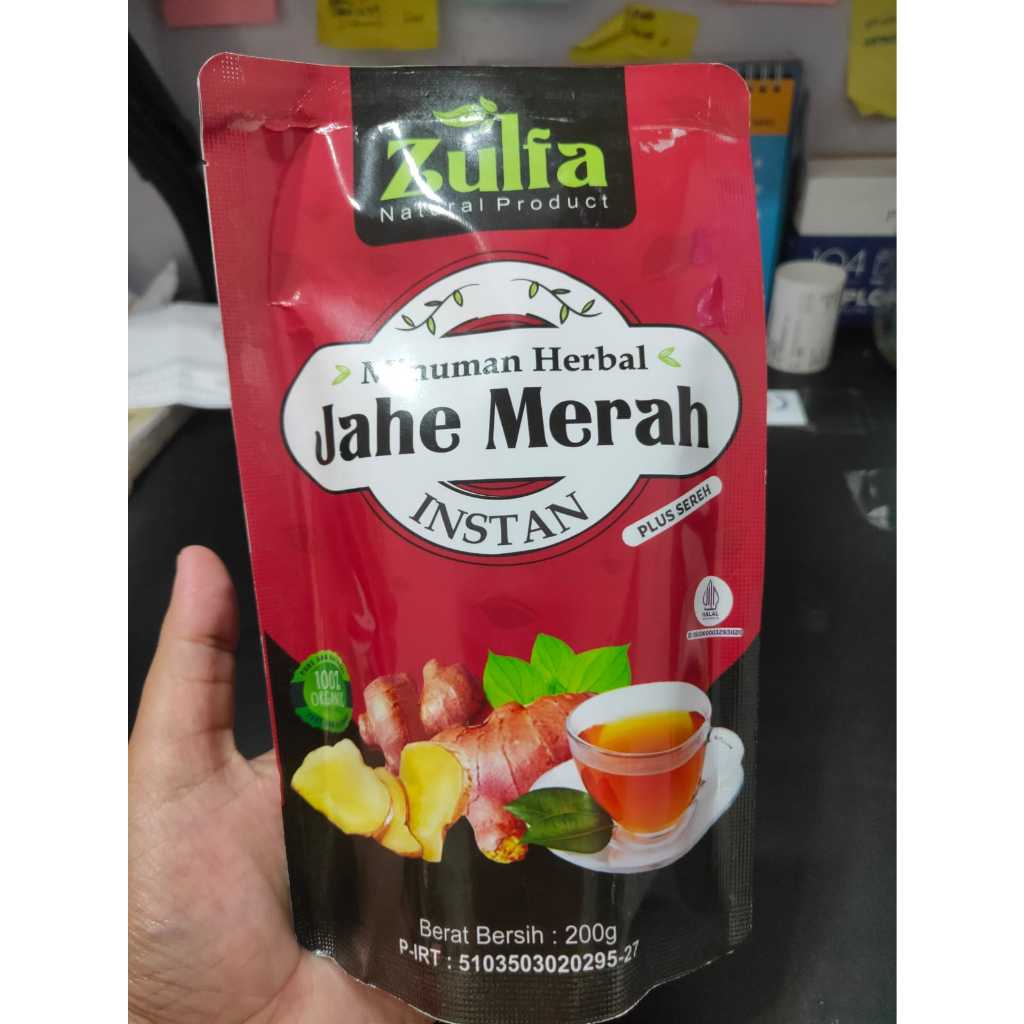 Zulfa
Natural Product
Minuman Herbal
Jahe Merah
INSTAN
PLUS SEREH
HALAL
100%
ORGANIC
Berat Bersih : 200g
P-IRT : 5103503020295-27
104